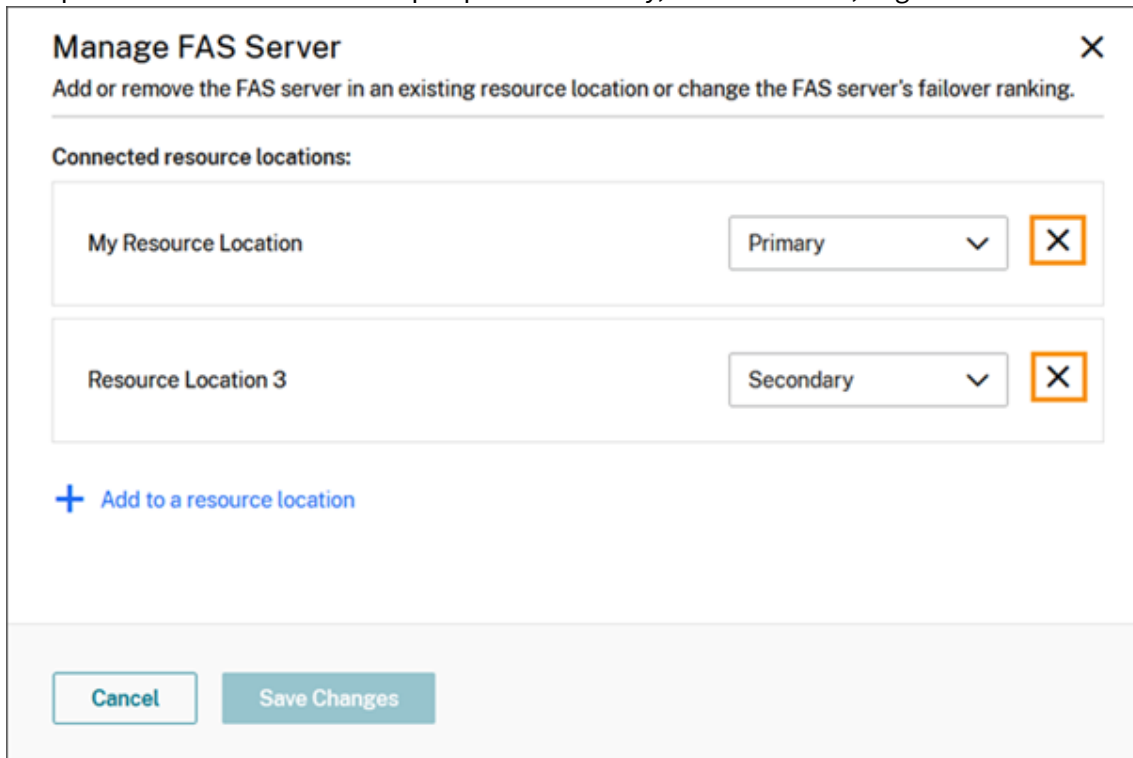 Manage FAS Server
Add or remove the FAS server in an existing resource location or change the FAS server's failover ranking.
Connected resource locations:
My Resource Location
Primary
Resource Location 3
Secondary
Add to a resource location
Cancel
Save Changes